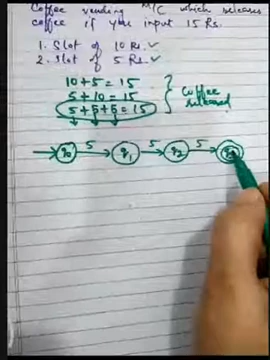 Coffee vending M/C which releases
coffee if you input 15 Rs.
1. Slot of 10 Rs. ✓
2. Slot of 5 Rs. ✓
10 + 5 = 15
5 + 10 = 15
5 + 5 + 5 = 15
Coffee
released
q0 5 q1 5 q2 5